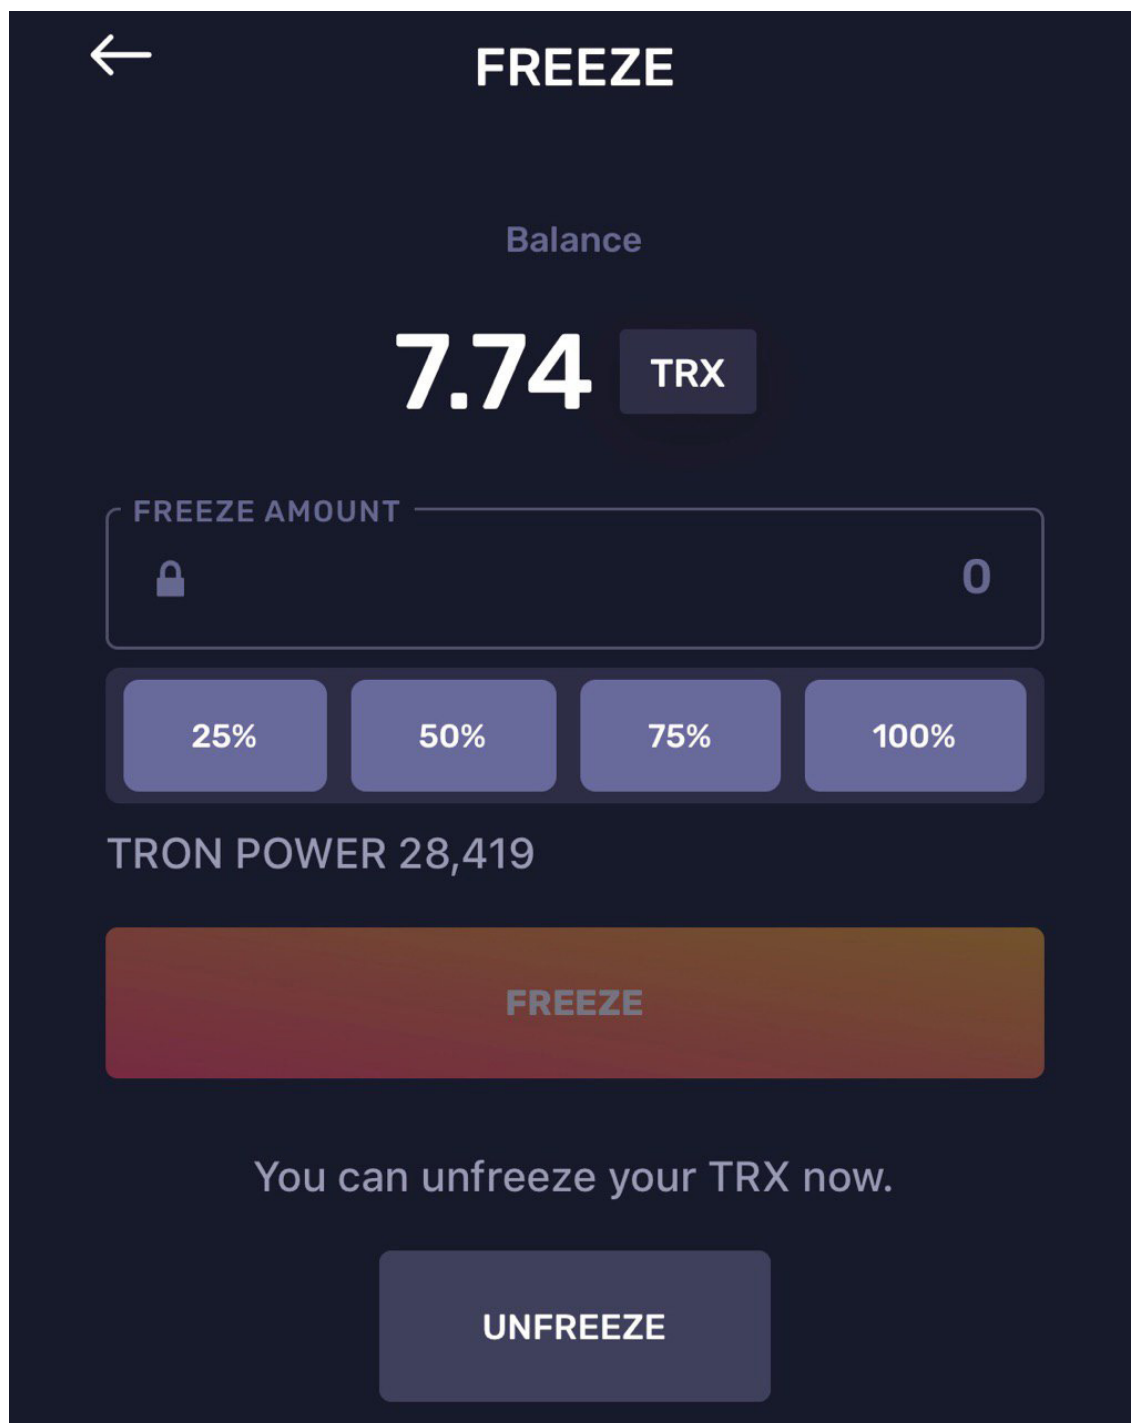 FREEZE
Balance
7.74 TRX
FREEZE AMOUNT
0
25% 50% 75% 100%
TRON POWER 28,419
FREEZE
You can unfreeze your TRX now.
UNFREEZE